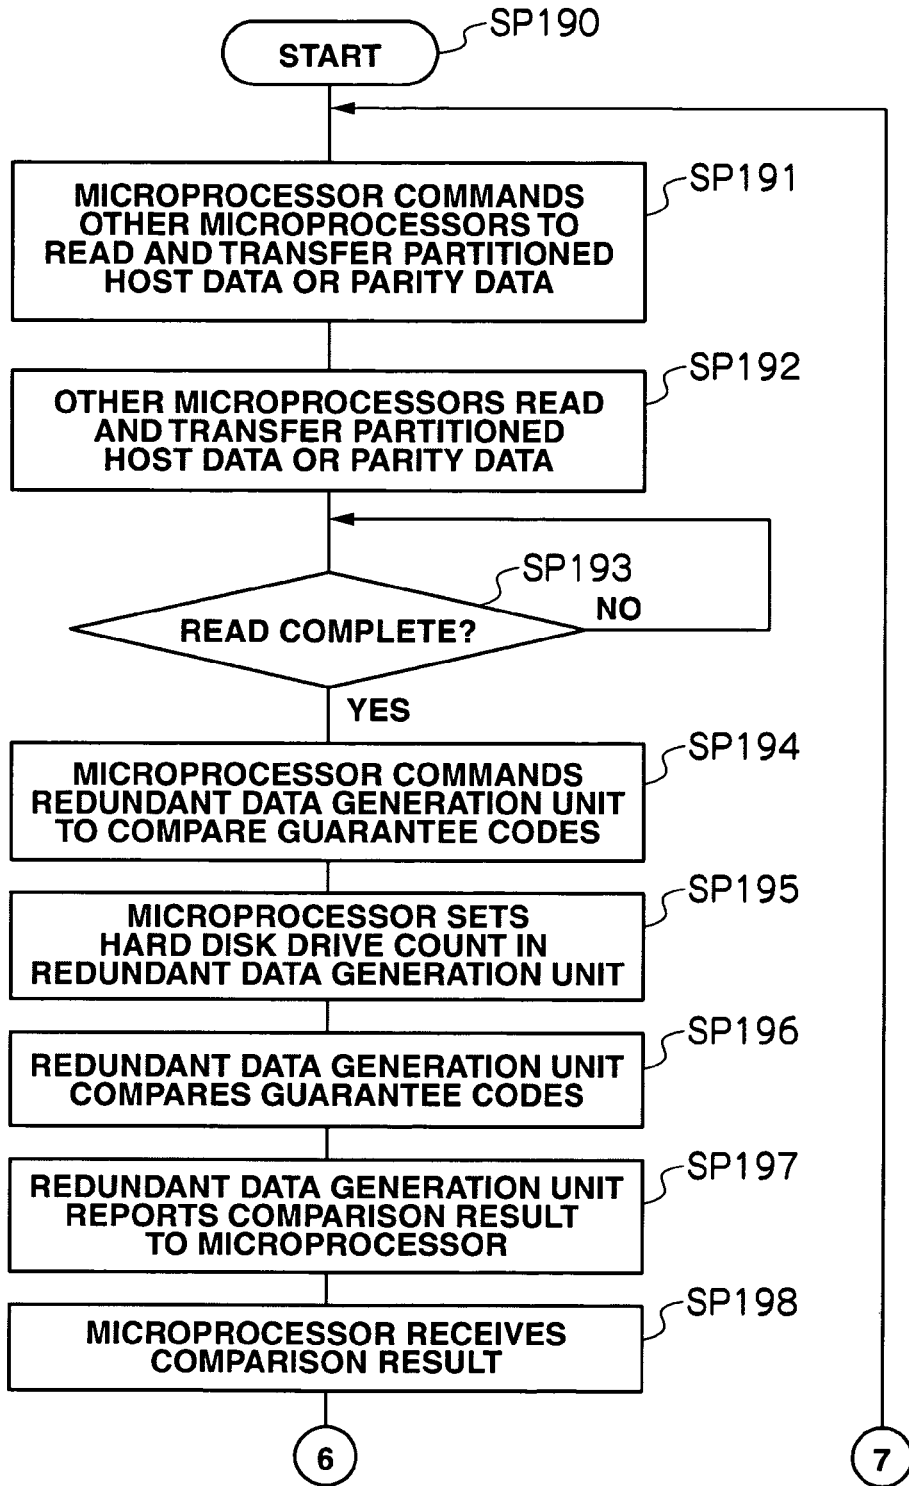 START
SP190
MICROPROCESSOR COMMANDS
OTHER MICROPROCESSORS TO
READ AND TRANSFER PARTITIONED
HOST DATA OR PARITY DATA
SP191
OTHER MICROPROCESSORS READ
AND TRANSFER PARTITIONED
HOST DATA OR PARITY DATA
SP192
READ COMPLETE?
SP193
NO
YES
MICROPROCESSOR COMMANDS
REDUNDANT DATA GENERATION UNIT
TO COMPARE GUARANTEE CODES
SP194
MICROPROCESSOR SETS
HARD DISK DRIVE COUNT IN
REDUNDANT DATA GENERATION UNIT
SP195
REDUNDANT DATA GENERATION UNIT
COMPARES GUARANTEE CODES
SP196
REDUNDANT DATA GENERATION UNIT
REPORTS COMPARISON RESULT
TO MICROPROCESSOR
SP197
MICROPROCESSOR RECEIVES
COMPARISON RESULT
SP198
6
7